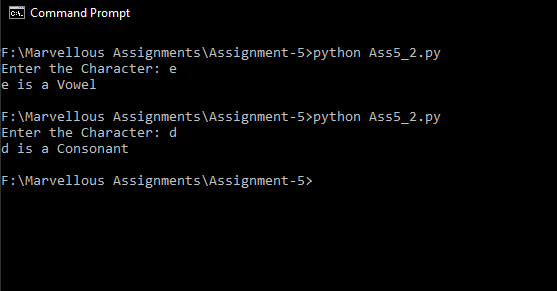 C:\. Command Prompt
F:\Marvellous Assignments\Assignment-5>python Ass5_2.py
Enter the Character: e
e is a Vowel
F:\Marvellous Assignments\Assignment-5>python Ass5_2.py
Enter the Character: d
d is a Consonant
F:\Marvellous Assignments\Assignment-5>